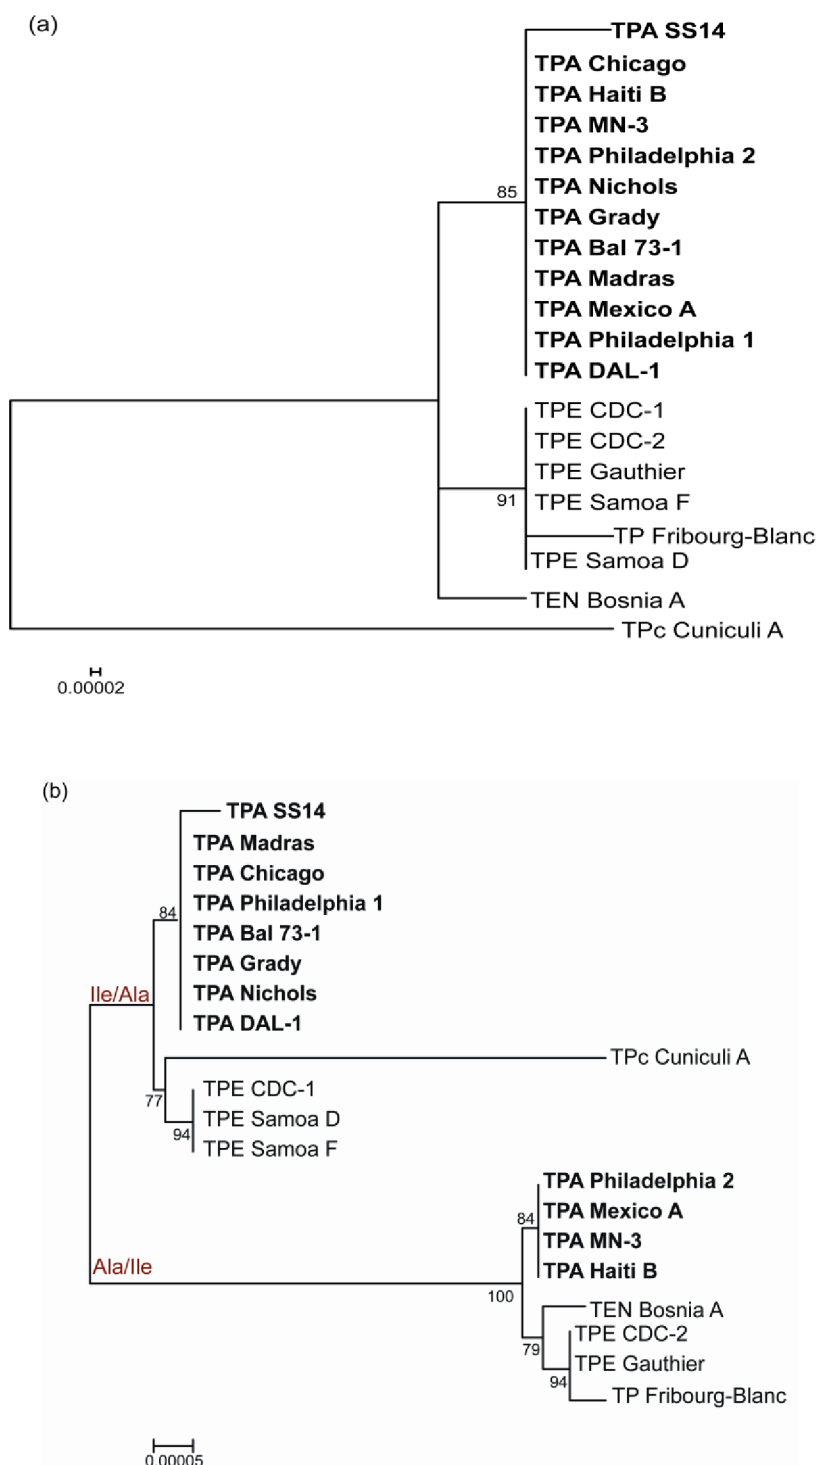 (a)
TPA SS14
TPA Chicago
TPA Haiti B
TPA MN-3
TPA Philadelphia 2
85
TPA Nichols
TPA Grady
TPA Bal 73-1
TPA Madras
TPA Mexico A
TPA Philadelphia 1
TPA DAL-1
TPE CDC-1
TPE CDC-2
TPE Gauthier
91
TPE Samoa F
TP Fribourg-Blanc
TPE Samoa D
TEN Bosnia A
TPc Cuniculi A
0.00002
(b)
TPA SS14
TPA Madras
TPA Chicago
TPA Philadelphia 1
84
TPA Bal 73-1
TPA Grady
Ile/Ala
TPA Nichols
TPA DAL-1
TPc Cuniculi A
TPE CDC-1
77
TPE Samoa D
94
TPE Samoa F
TPA Philadelphia 2
84
TPA Mexico A
TPA MN-3
Ala/Ile
TPA Haiti B
100
TEN Bosnia A
TPE CDC-2
79
TPE Gauthier
94
TP Fribourg-Blanc
0.00005